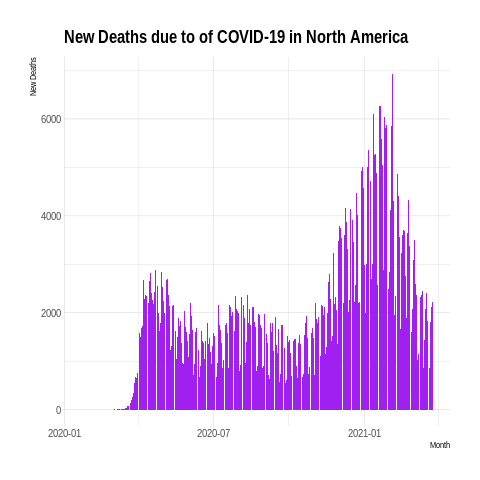 New Deaths due to of COVID-19 in North America
New Deaths
6000
4000
2000
0
2020-01
2020-07
2021-01
Month